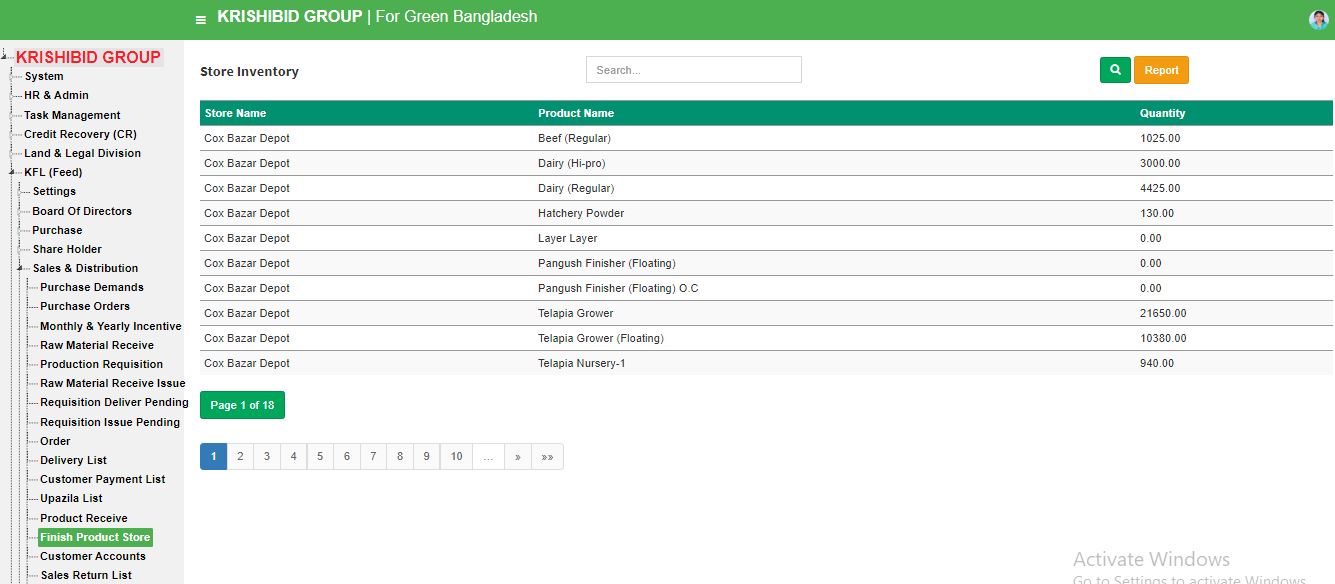 KRISHIBID GROUP | For Green Bangladesh
KRISHIBID GROUP
System
HR & Admin
Task Management
Credit Recovery (CR)
Land & Legal Division
KFL (Feed)
Settings
Board Of Directors
Purchase
Share Holder
Sales & Distribution
Purchase Demands
Purchase Orders
Monthly & Yearly Incentive
Raw Material Receive
Production Requisition
Raw Material Receive Issue
Requisition Deliver Pending
Requisition Issue Pending
Order
Delivery List
Customer Payment List
Upazila List
Product Receive
Finish Product Store
Customer Accounts
Sales Return List
Store Inventory
Search...
Report
Store Name Product Name Quantity
Cox Bazar Depot Beef (Regular) 1025.00
Cox Bazar Depot Dairy (Hi-pro) 3000.00
Cox Bazar Depot Dairy (Regular) 4425.00
Cox Bazar Depot Hatchery Powder 130.00
Cox Bazar Depot Layer Layer 0.00
Cox Bazar Depot Pangush Finisher (Floating) 0.00
Cox Bazar Depot Pangush Finisher (Floating) O.C 0.00
Cox Bazar Depot Telapia Grower 21650.00
Cox Bazar Depot Telapia Grower (Floating) 10380.00
Cox Bazar Depot Telapia Nursery-1 940.00
Page 1 of 18
1 2 3 4 5 6 7 8 9 10 ... » »»
Activate Windows
Go to Settings to activate Windows.